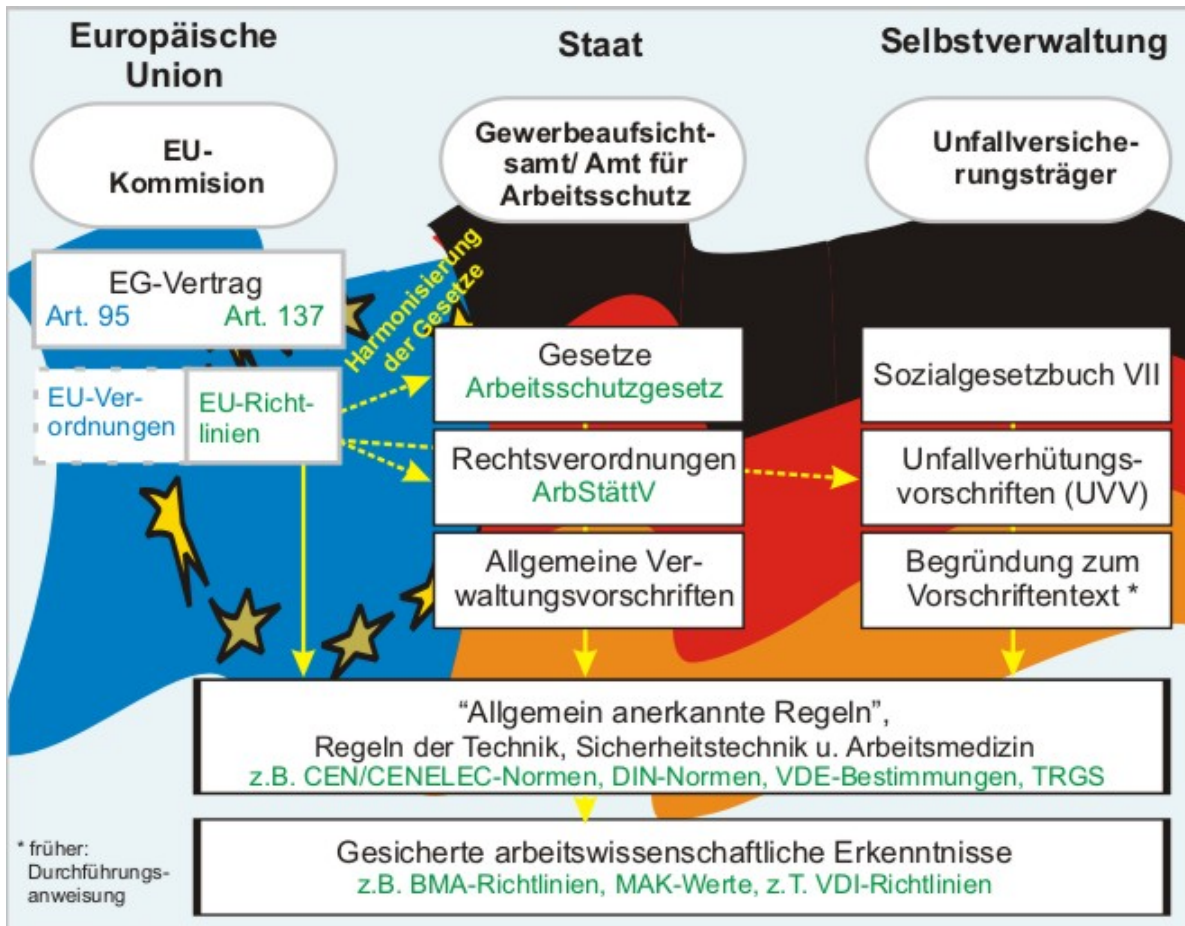 Europäische
Union
Staat
Selbstverwaltung
EU-
Kommision
Gewerbeaufsicht-
samt/ Amt für
Arbeitsschutz
Unfallversiche-
rungsträger
EG-Vertrag
Art. 95 Art. 137
EU-Ver-
ordnungen
EU-Richt-
linien
Harmonisierung
der Gesetze
Gesetze
Arbeitsschutzgesetz
Rechtsverordnungen
ArbStättV
Allgemeine Ver-
waltungsvorschriften
Sozialgesetzbuch VII
Unfallverhütungs-
vorschriften (UVV)
Begründung zum
Vorschriftentext *
“Allgemein anerkannte Regeln”,
Regeln der Technik, Sicherheitstechnik u. Arbeitsmedizin
z.B. CEN/CENELEC-Normen, DIN-Normen, VDE-Bestimmungen, TRGS
Gesicherte arbeitswissenschaftliche Erkenntnisse
z.B. BMA-Richtlinien, MAK-Werte, z.T. VDI-Richtlinien
* früher:
Durchführungs-
anweisung